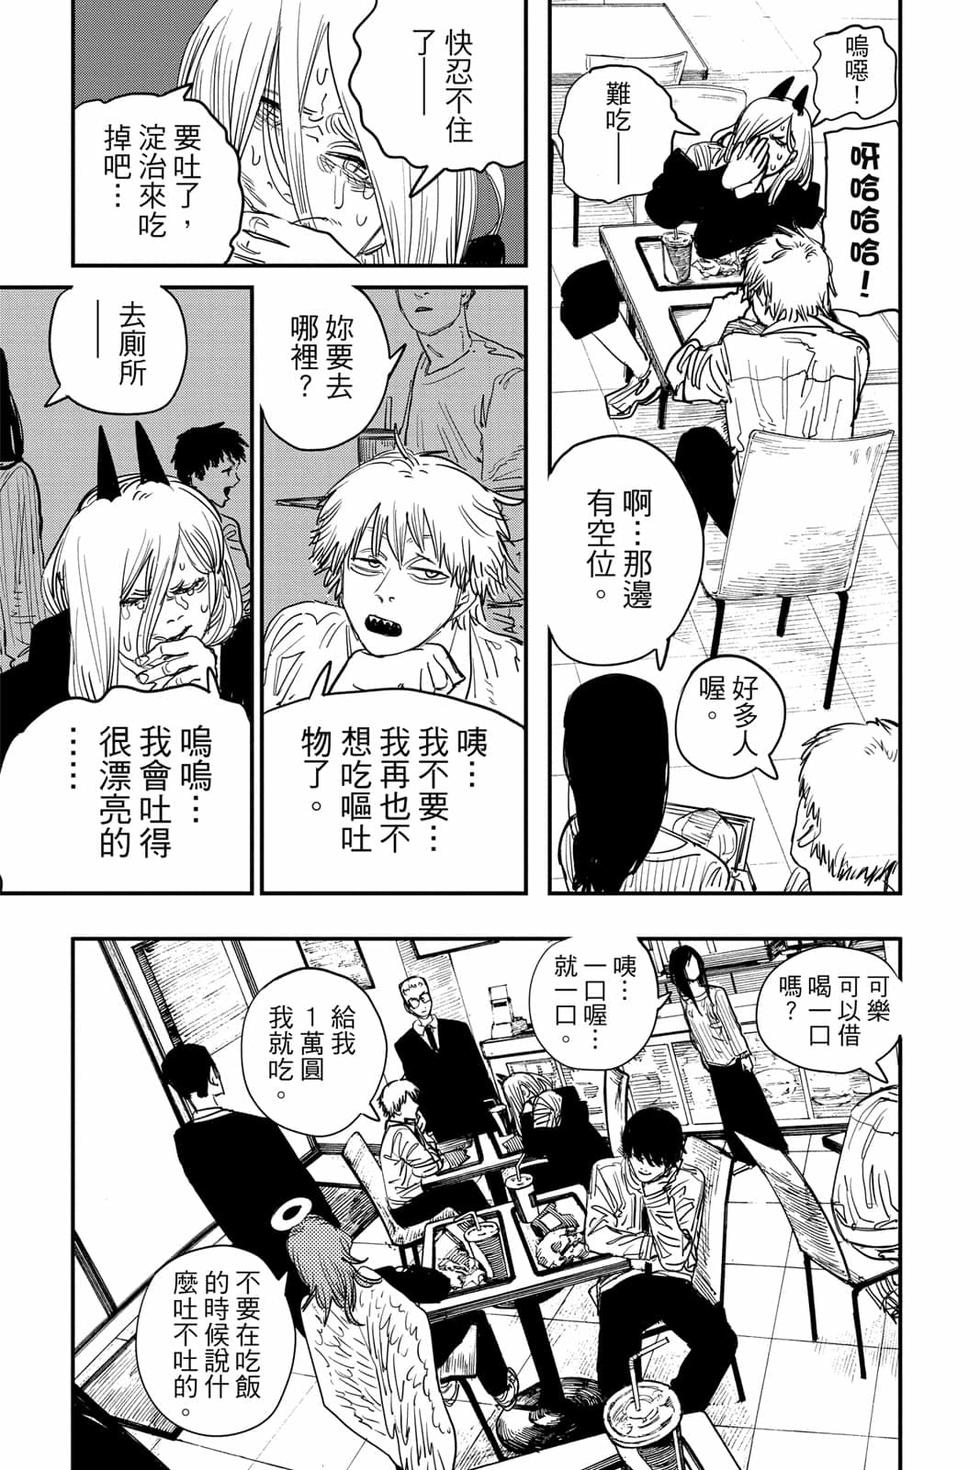 嗚噁！
難吃——
呀哈哈哈！
啊…那邊
有空位。
好多人
喔。
快忍不住
了——
要吐了，
淀治來吃
掉吧…
妳要去
哪裡？
咦…
我不要…
我再也不
想吃嘔吐
物了。
去廁所
——
嗚嗚…
我會吐得
很漂亮的
……
可樂
可以借
喝一口
嗎？
咦…
一口喔…
就一口。
給我
1萬圓
我就吃。
不要在吃飯
的時候說什
麼吐不吐的。